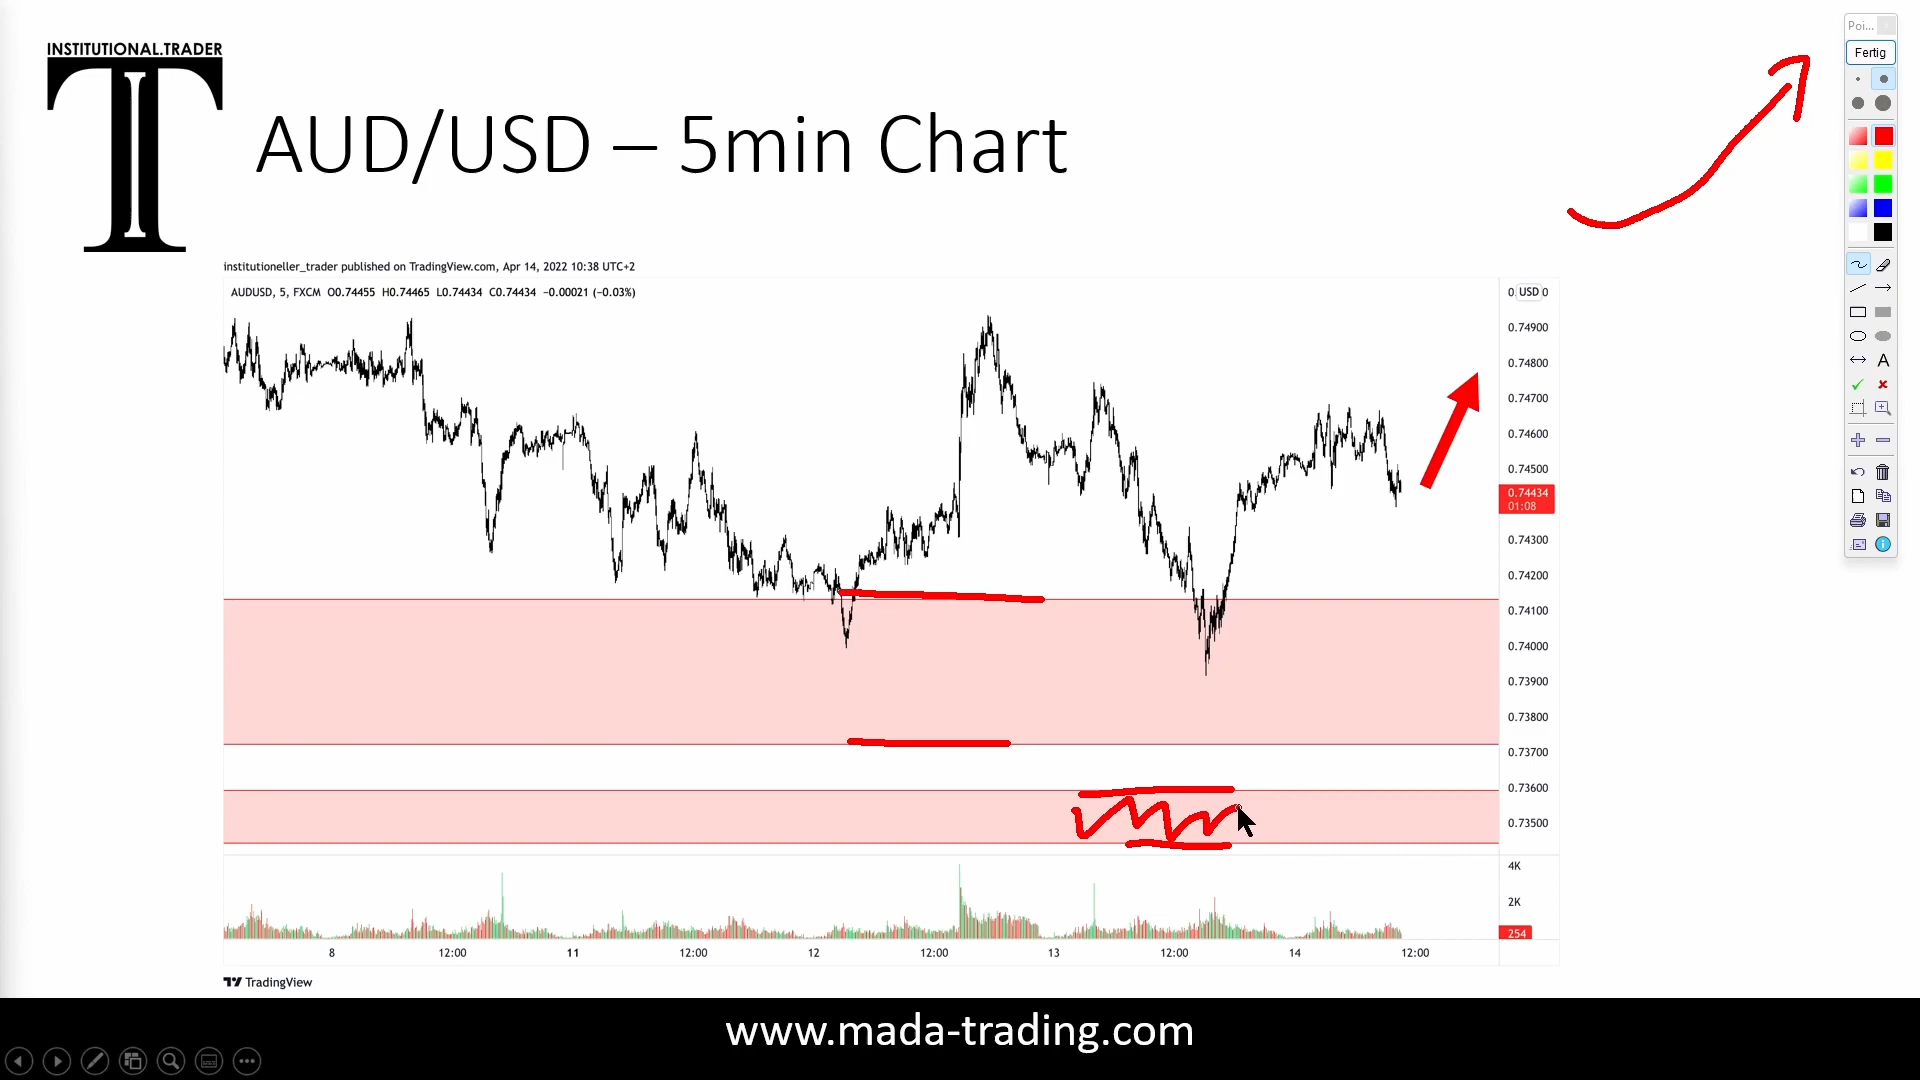 INSTITUTIONAL.TRADER
AUD/USD – 5min Chart
Poi...
Fertig
A
institutioneller_trader published on TradingView.com, Apr 14, 2022 10:38 UTC+2
AUDUSD, 5, FXCM O0.74455 H0.74465 L0.74434 C0.74434 −0.00021 (−0.03%)
0. USD 0
0.74900
0.74800
0.74700
0.74600
0.74500
0.74434
01:08
0.74300
0.74200
0.74100
0.74000
0.73900
0.73800
0.73700
0.73600
0.73500
4K
2K
254
8 12:00 11 12:00 12 12:00 13 12:00 14 12:00
TradingView
www.mada-trading.com